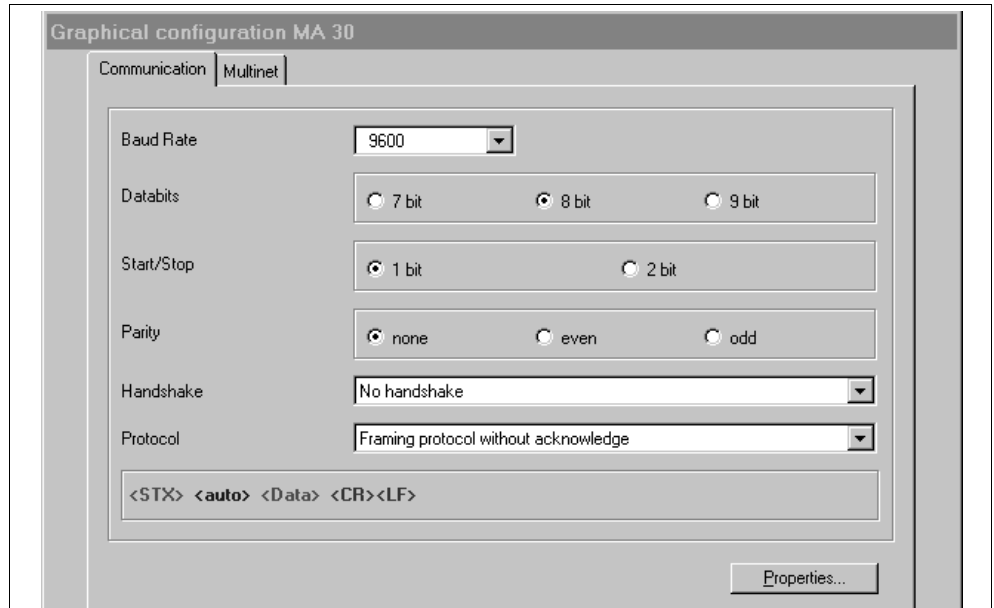 Graphical configuration MA 30
Communication Multinet
Baud Rate 9600
Databits 7 bit 8 bit 9 bit
Start/Stop 1 bit 2 bit
Parity none even odd
Handshake No handshake
Protocol Framing protocol without acknowledge
<STX> <auto> <Data> <CR><LF>
Properties...